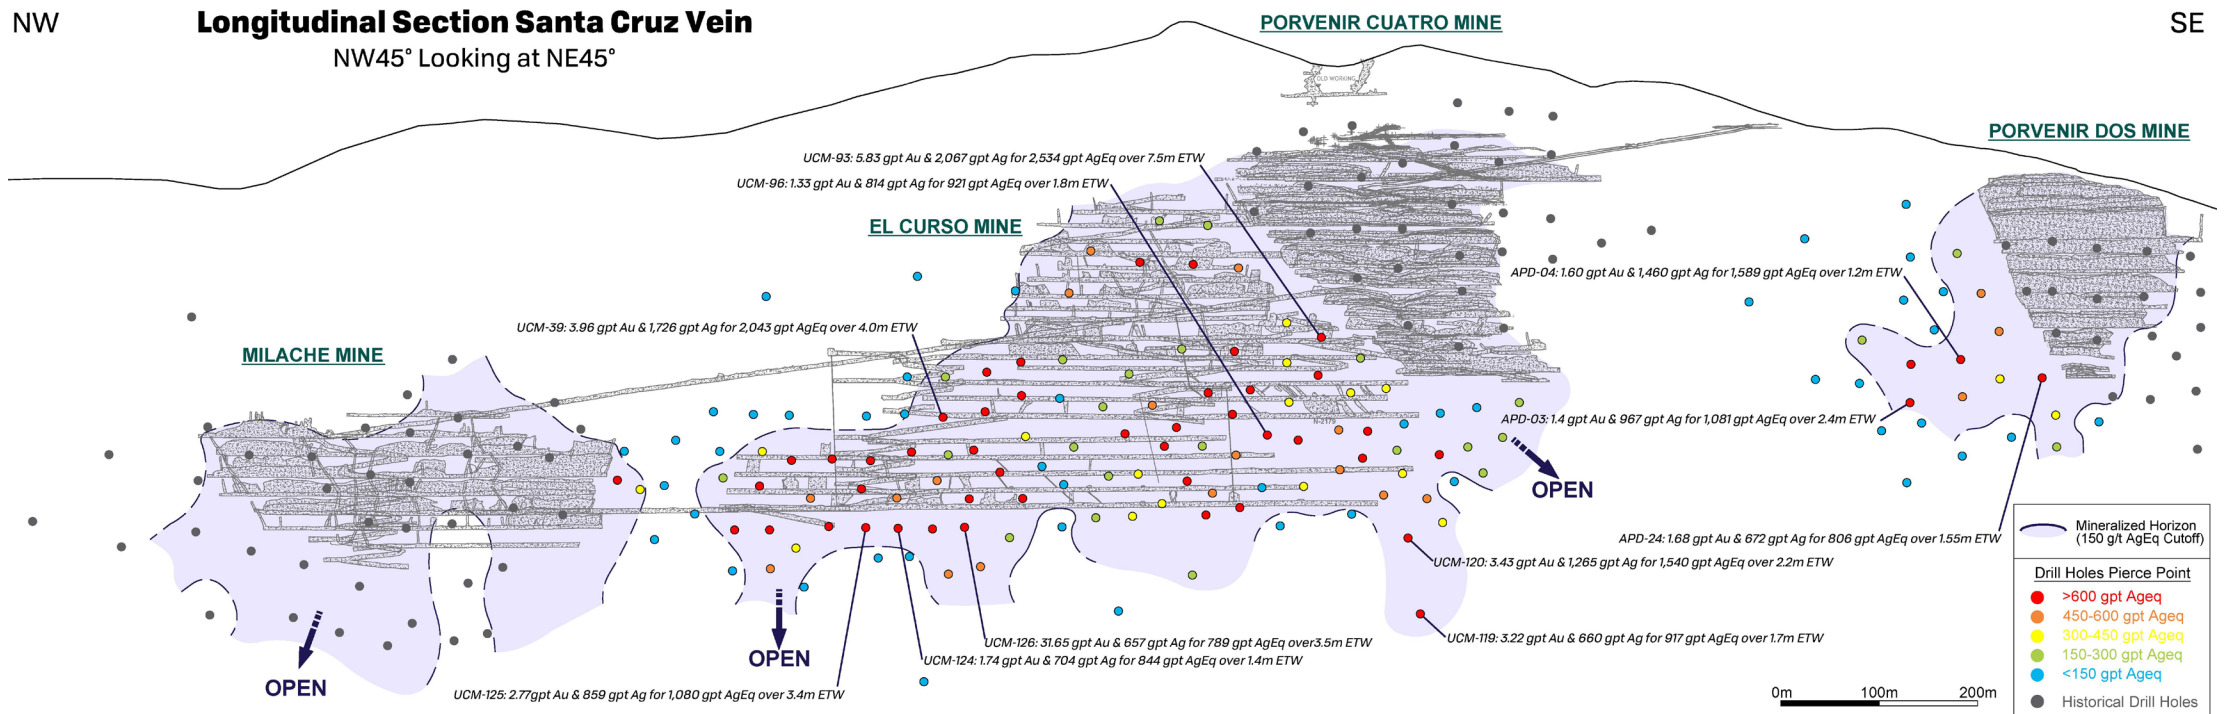 NW
Longitudinal Section Santa Cruz Vein
NW45° Looking at NE45°
PORVENIR CUATRO MINE
SE
OLD WORKING
PORVENIR DOS MINE
UCM-93: 5.83 gpt Au & 2,067 gpt Ag for 2,534 gpt AgEq over 7.5m ETW
UCM-96: 1.33 gpt Au & 814 gpt Ag for 921 gpt AgEq over 1.8m ETW
EL CURSO MINE
APD-04: 1.60 gpt Au & 1,460 gpt Ag for 1,589 gpt AgEq over 1.2m ETW
UCM-39: 3.96 gpt Au & 1,726 gpt Ag for 2,043 gpt AgEq over 4.0m ETW
MILACHE MINE
APD-03: 1.4 gpt Au & 967 gpt Ag for 1,081 gpt AgEq over 2.4m ETW
N-2179
OPEN
APD-24: 1.68 gpt Au & 672 gpt Ag for 806 gpt AgEq over 1.55m ETW
UCM-120: 3.43 gpt Au & 1,265 gpt Ag for 1,540 gpt AgEq over 2.2m ETW
UCM-119: 3.22 gpt Au & 660 gpt Ag for 917 gpt AgEq over 1.7m ETW
UCM-126: 31.65 gpt Au & 657 gpt Ag for 789 gpt AgEq over3.5m ETW
UCM-124: 1.74 gpt Au & 704 gpt Ag for 844 gpt AgEq over 1.4m ETW
OPEN
OPEN
UCM-125: 2.77gpt Au & 859 gpt Ag for 1,080 gpt AgEq over 3.4m ETW
0m 100m 200m
Mineralized Horizon
(150 g/t AgEq Cutoff)
Drill Holes Pierce Point
>600 gpt Ageq
450-600 gpt Ageq
300-450 gpt Ageq
150-300 gpt Ageq
<150 gpt Ageq
Historical Drill Holes